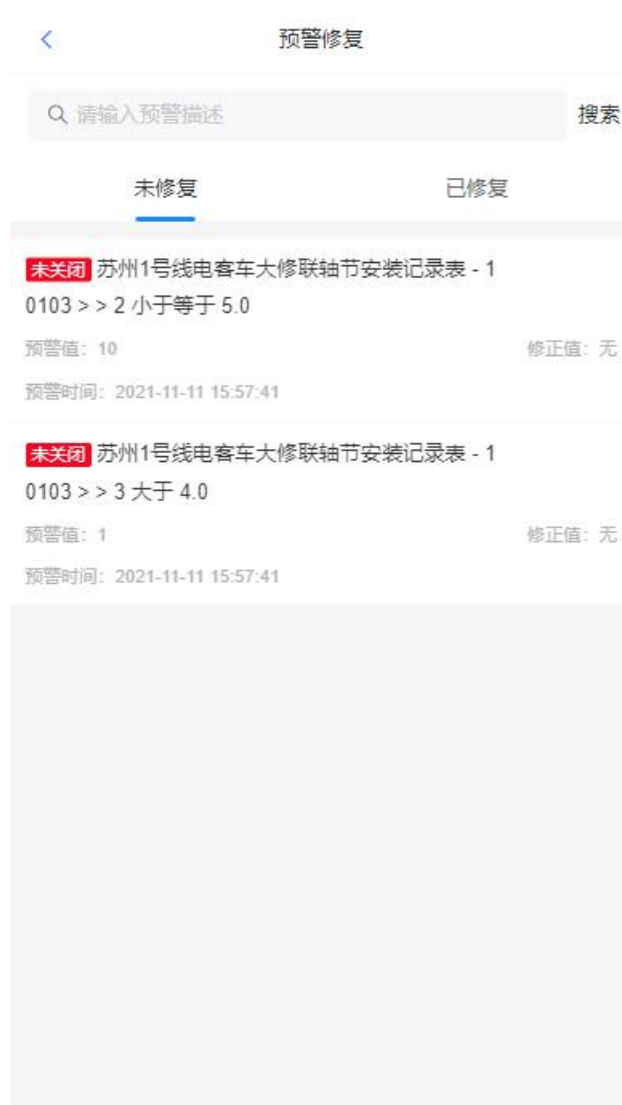 预警修复
请输入预警描述 搜索
未修复 已修复
未关闭 苏州1号线电客车大修联轴节安装记录表 - 1
0103 > > 2 小于等于 5.0
预警值：10 修正值：无
预警时间：2021-11-11 15:57:41
未关闭 苏州1号线电客车大修联轴节安装记录表 - 1
0103 > > 3 大于 4.0
预警值：1 修正值：无
预警时间：2021-11-11 15:57:41